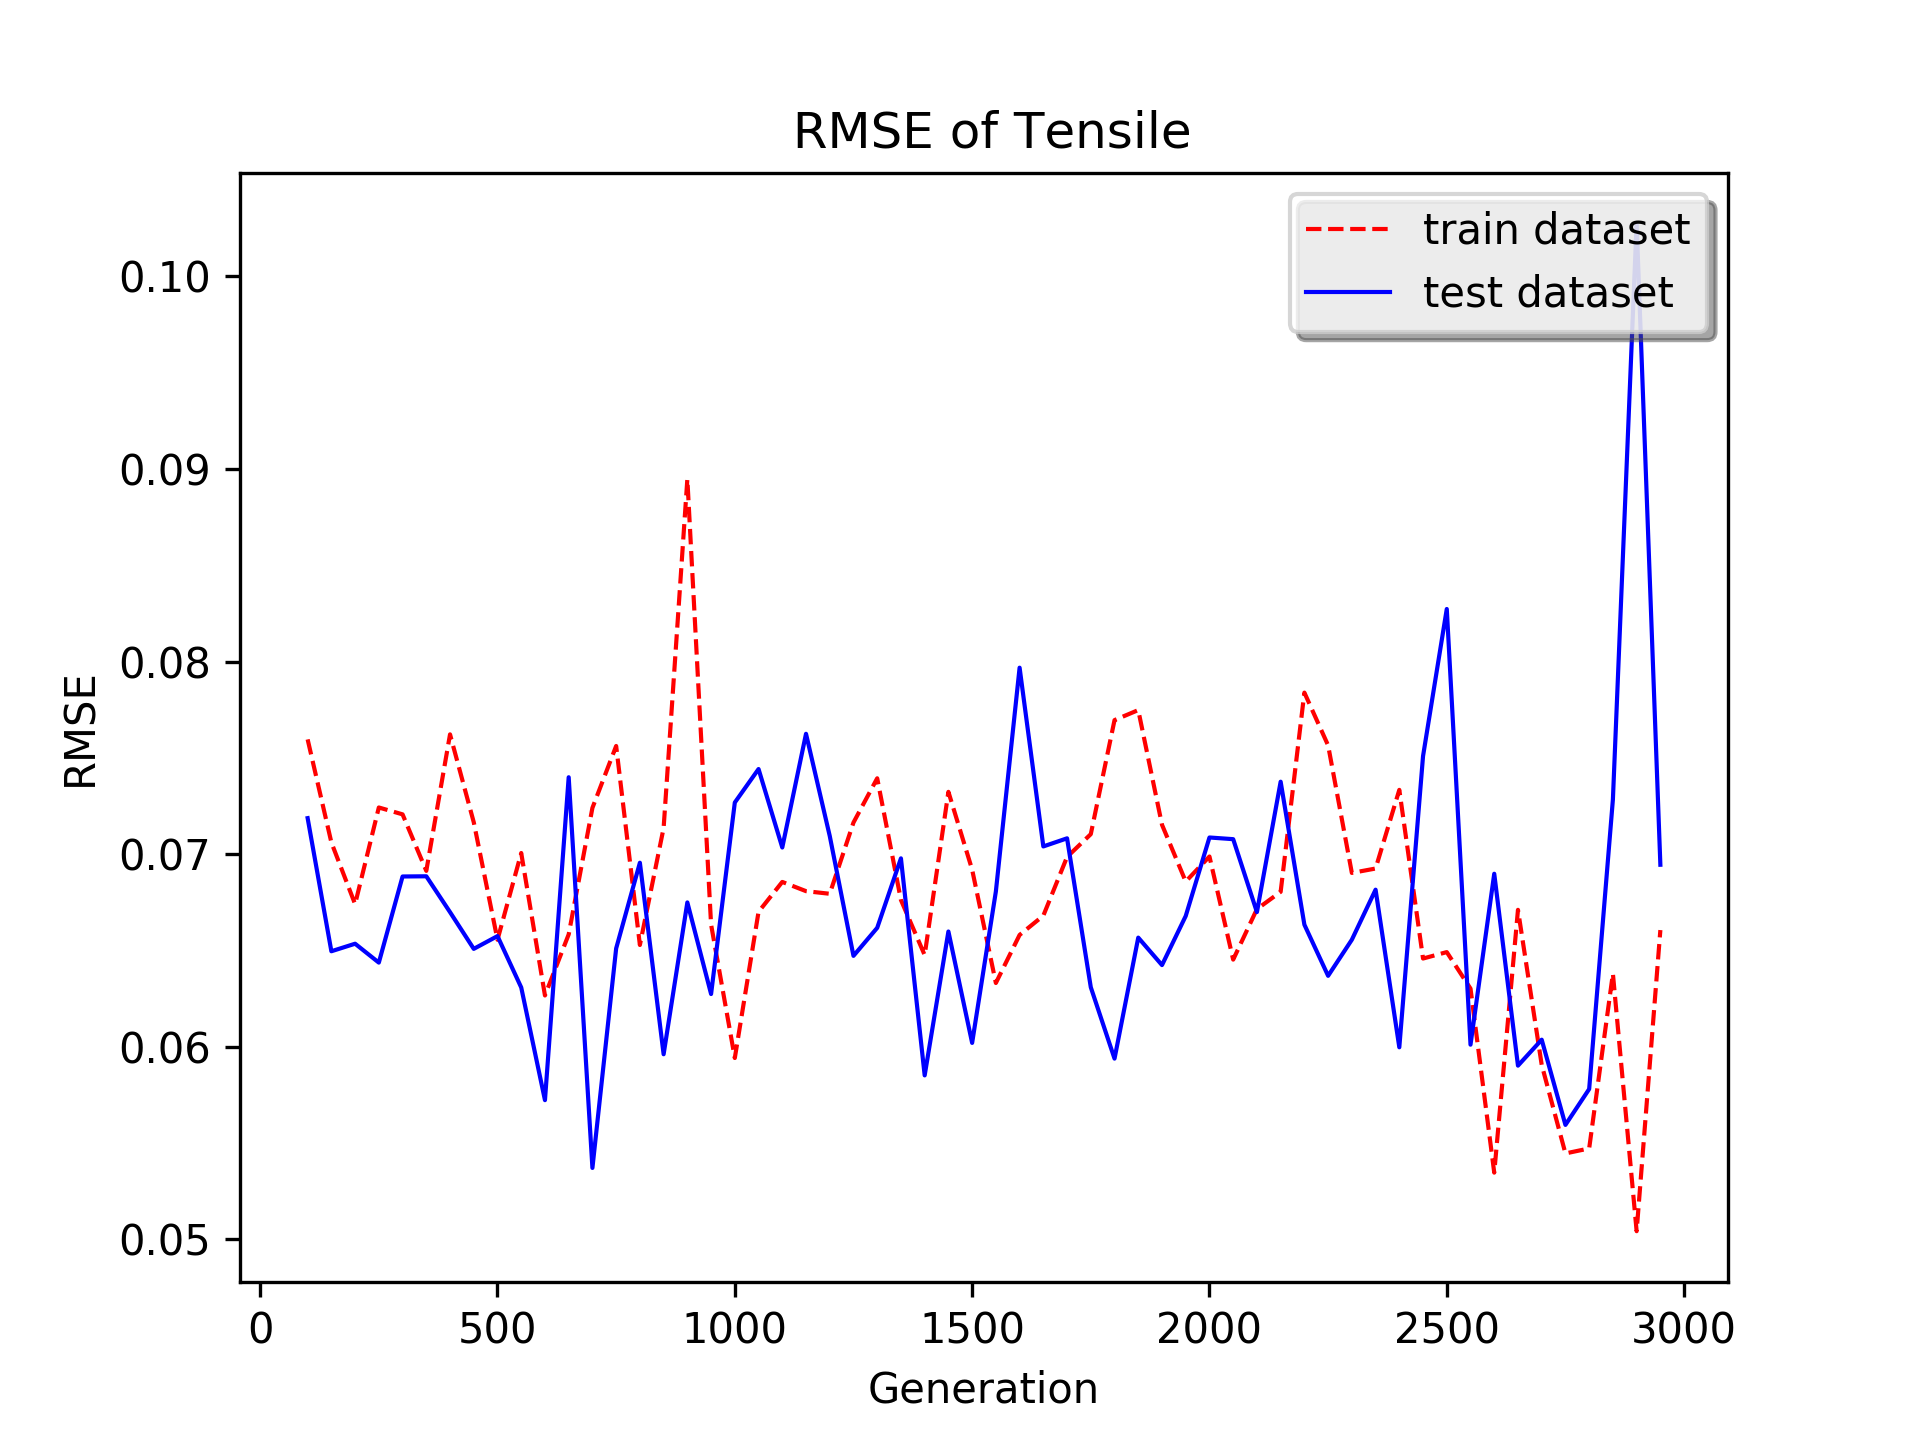 RMSE of Tensile
train dataset
test dataset
RMSE
0.10
0.09
0.08
0.07
0.06
0.05
0 500 1000 1500 2000 2500 3000
Generation